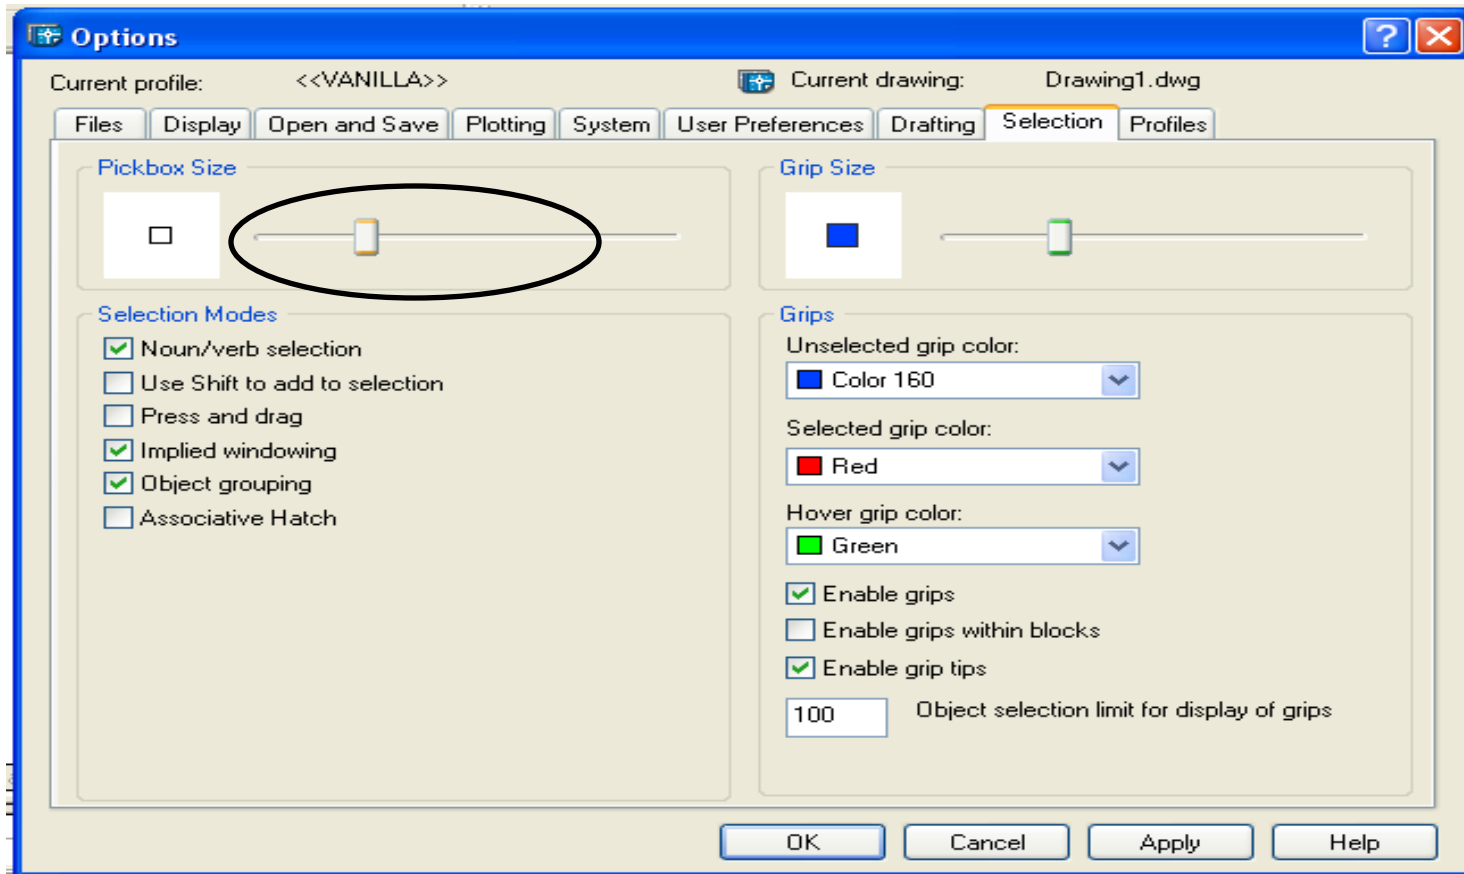 Options
Current profile: <<VANILLA>> Current drawing: Drawing1.dwg
Files Display Open and Save Plotting System User Preferences Drafting Selection Profiles
Pickbox Size
Grip Size
Selection Modes
Noun/verb selection
Use Shift to add to selection
Press and drag
Implied windowing
Object grouping
Associative Hatch
Grips
Unselected grip color:
Color 160
Selected grip color:
Red
Hover grip color:
Green
Enable grips
Enable grips within blocks
Enable grip tips
100 Object selection limit for display of grips
OK Cancel Apply Help